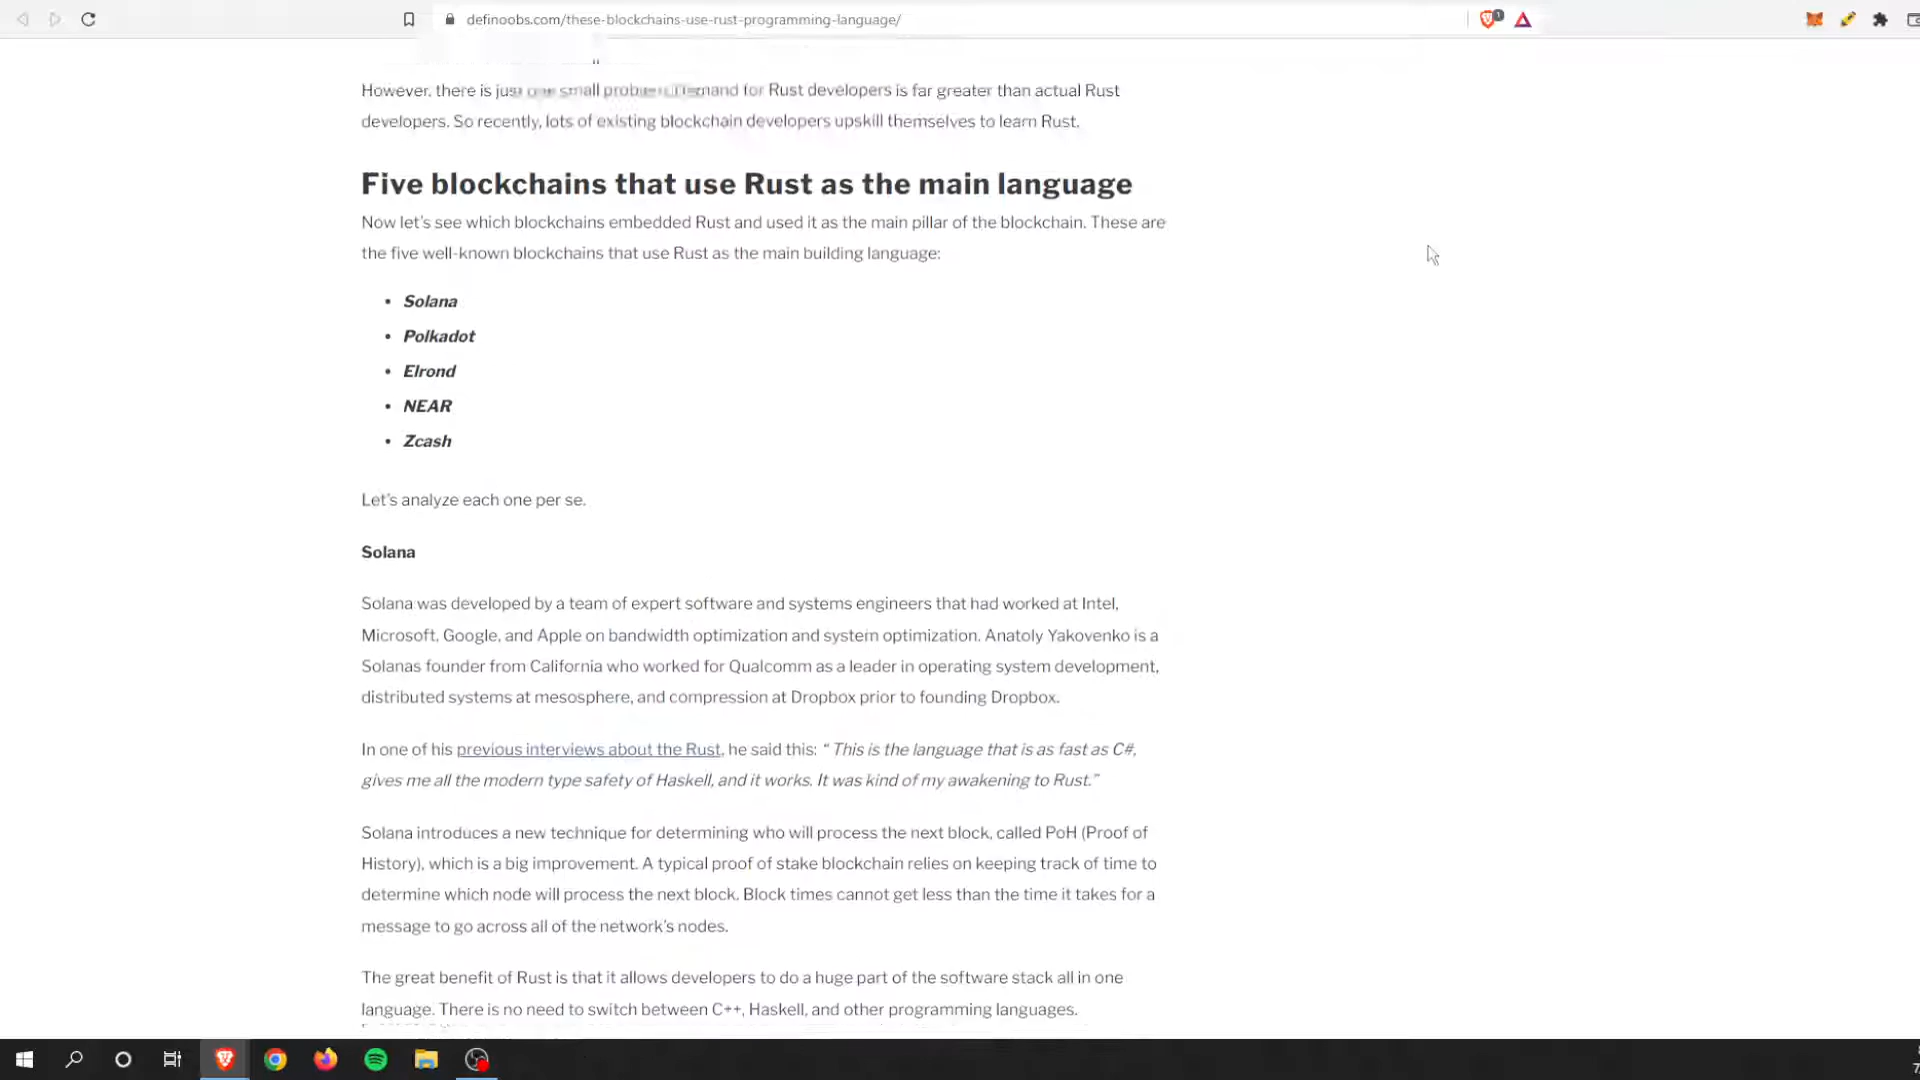 definoobs.com/these-blockchains-use-rust-programming-language/
1
However, there is just one small problem. Demand for Rust developers is far greater than actual Rust
developers. So recently, lots of existing blockchain developers upskill themselves to learn Rust.
Five blockchains that use Rust as the main language
Now let's see which blockchains embedded Rust and used it as the main pillar of the blockchain. These are
the five well-known blockchains that use Rust as the main building language:
• Solana
• Polkadot
• Elrond
• NEAR
• Zcash
Let's analyze each one per se.
Solana
Solana was developed by a team of expert software and systems engineers that had worked at Intel,
Microsoft, Google, and Apple on bandwidth optimization and system optimization. Anatoly Yakovenko is a
Solanas founder from California who worked for Qualcomm as a leader in operating system development,
distributed systems at mesosphere, and compression at Dropbox prior to founding Dropbox.
In one of his previous interviews about the Rust, he said this: “ This is the language that is as fast as C#,
gives me all the modern type safety of Haskell, and it works. It was kind of my awakening to Rust.”
Solana introduces a new technique for determining who will process the next block, called PoH (Proof of
History), which is a big improvement. A typical proof of stake blockchain relies on keeping track of time to
determine which node will process the next block. Block times cannot get less than the time it takes for a
message to go across all of the network's nodes.
The great benefit of Rust is that it allows developers to do a huge part of the software stack all in one
language. There is no need to switch between C++, Haskell, and other programming languages.